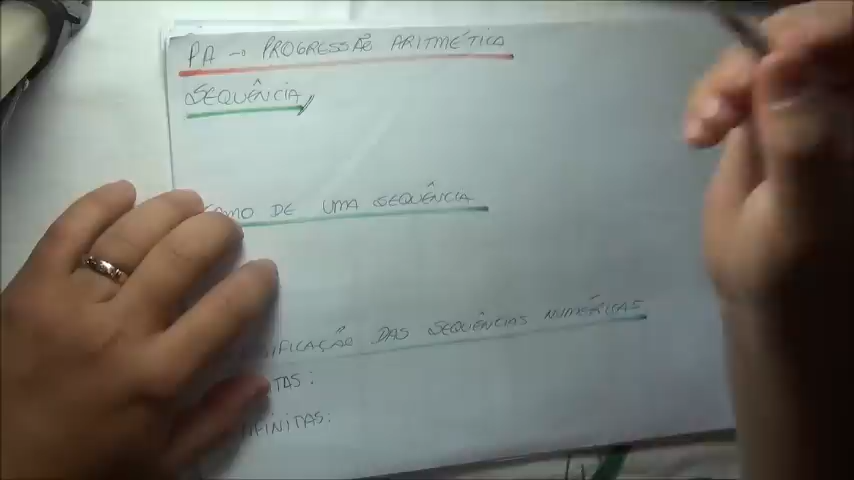 PA → PROGRESSÃO ARITMÉTICA
SEQUÊNCIA
DE UMA SEQUÊNCIA
DAS SEQUÊNCIAS NUMÉRICAS